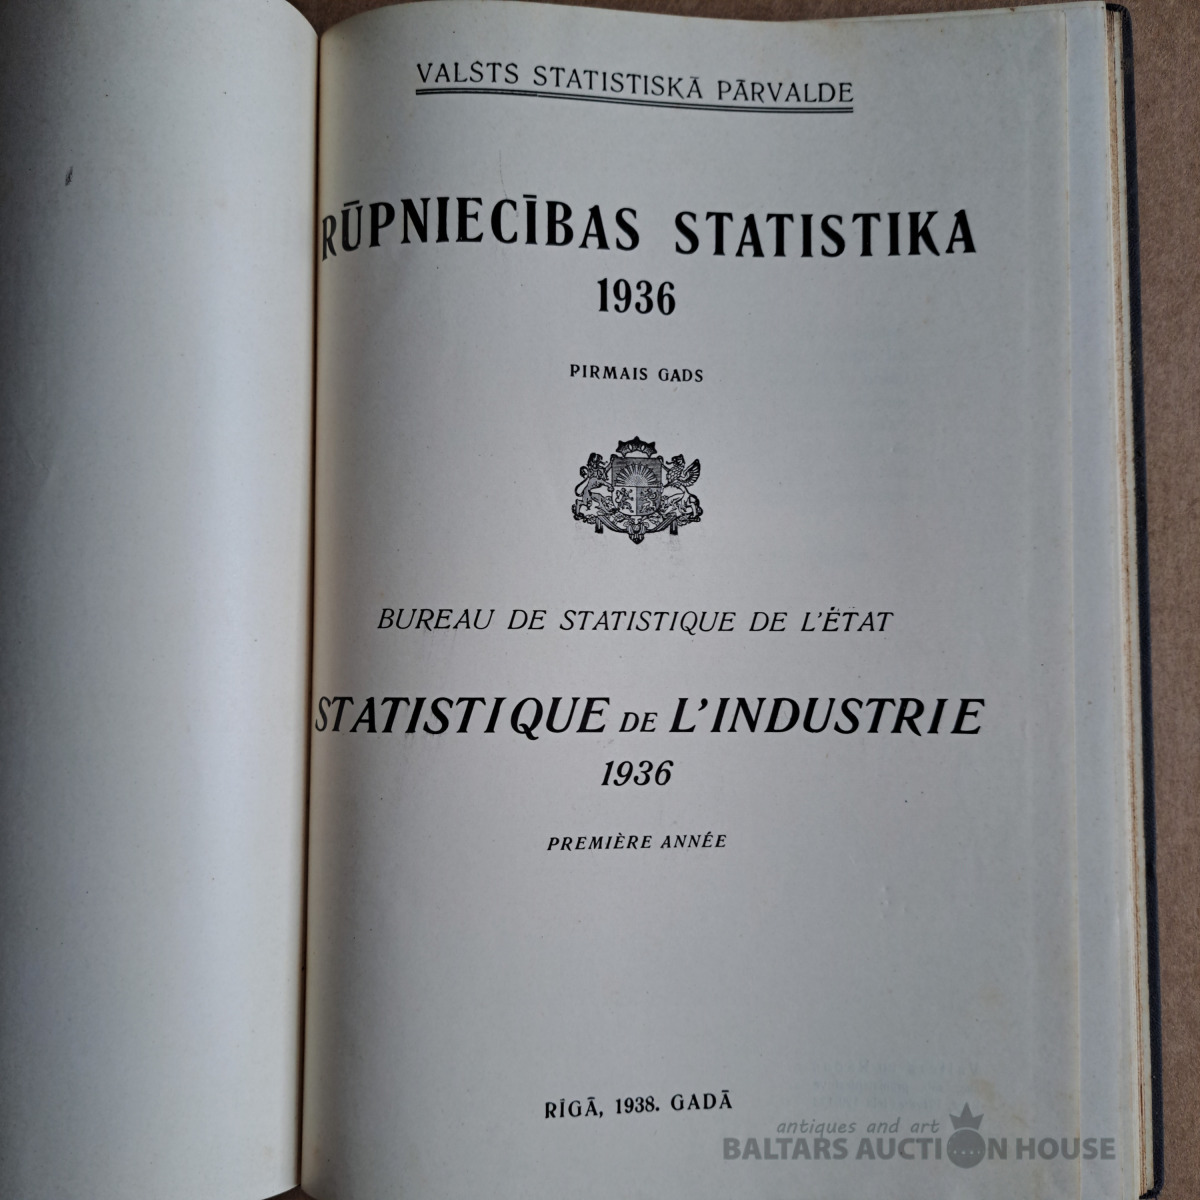 VALSTS STATISTISKĀ PĀRVALDE
RŪPNIECĪBAS STATISTIKA
1936
PIRMAIS GADS
BUREAU DE STATISTIQUE DE L'ÉTAT
STATISTIQUE DE L'INDUSTRIE
1936
PREMIÈRE ANNÉE
RĪGĀ, 1938. GADĀ
antiques and art
BALTARS AUCTION HOUSE